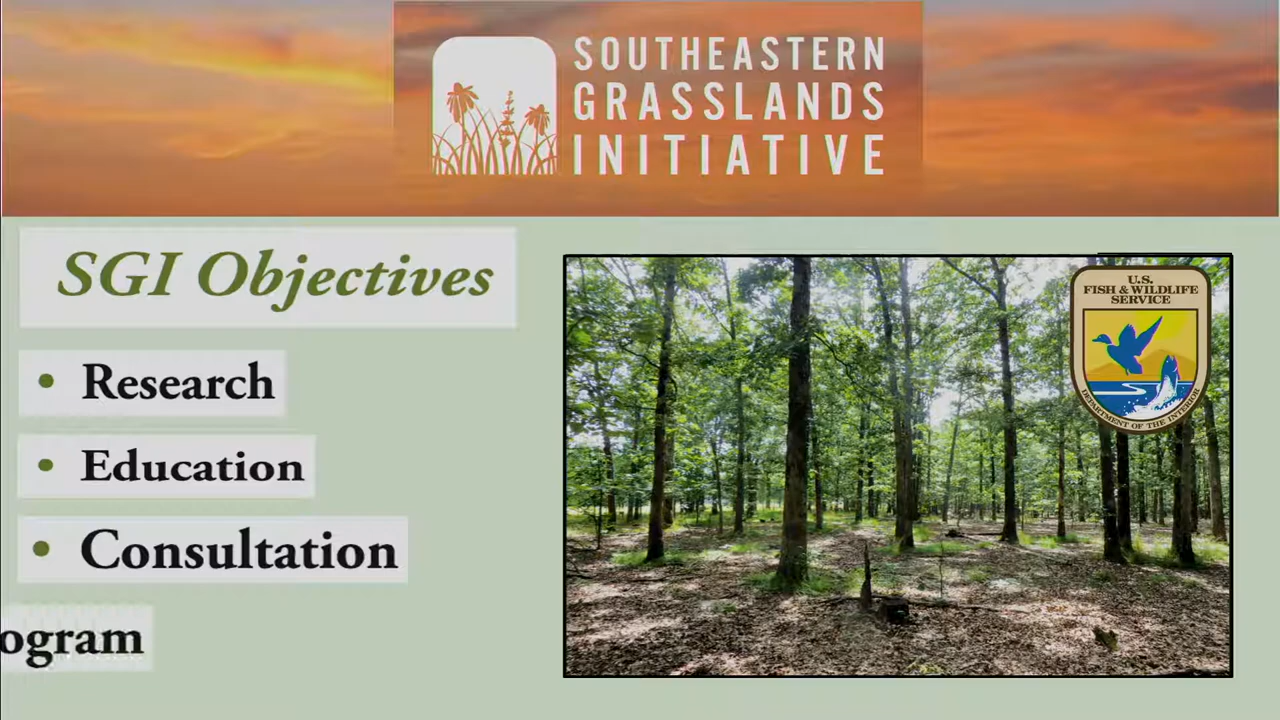 SOUTHEASTERN
GRASSLANDS
INITIATIVE
SGI Objectives
• Research
• Education
• Consultation
ogram
U.S.
FISH & WILDLIFE
SERVICE
DEPARTMENT OF THE INTERIOR